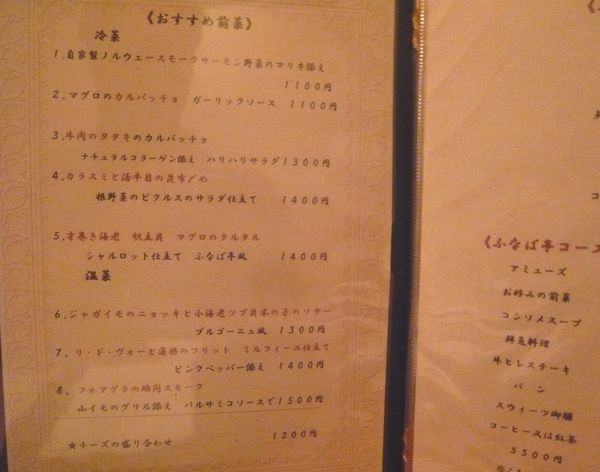 《おすすめ前菜》
冷菜
1.自家製ノルウェースモークサーモン野菜のマリネ添え
1100円
2.マグロのカルパッチョ ガーリックソース 1100円
3.牛肉のタタキのカルパッチョ
ナチュラルコラーゲン添え ハリハリサラダ1300円
4.カラスミと活平目の昆布〆め
根野菜のピクルスのサラダ仕立て 1400円
5.才巻き海老 帆立貝 マグロのタルタル
シャルロット仕立て ふなば亭風 1400円
温菜
6.ジャガイモのニョッキと小海老ツブ貝木の子のソテー
ブルゴーニュ風 1300円
7.リ・ド・ヴォーと蓮根のフリット ミルフィーユ仕立て
ピンクペッパー添え 1400円
8.フォアグラの瞬間スモーク
山イモのグリル添え バルサミコソースで1500円
★チーズの盛り合わせ 1200円
《ふなば亭コース
アミューズ
お好みの前菜
コンソメスープ
鮮魚料理
牛ヒレステーキ
パン
スウィーツ御膳
コーヒー又は紅茶
5500円